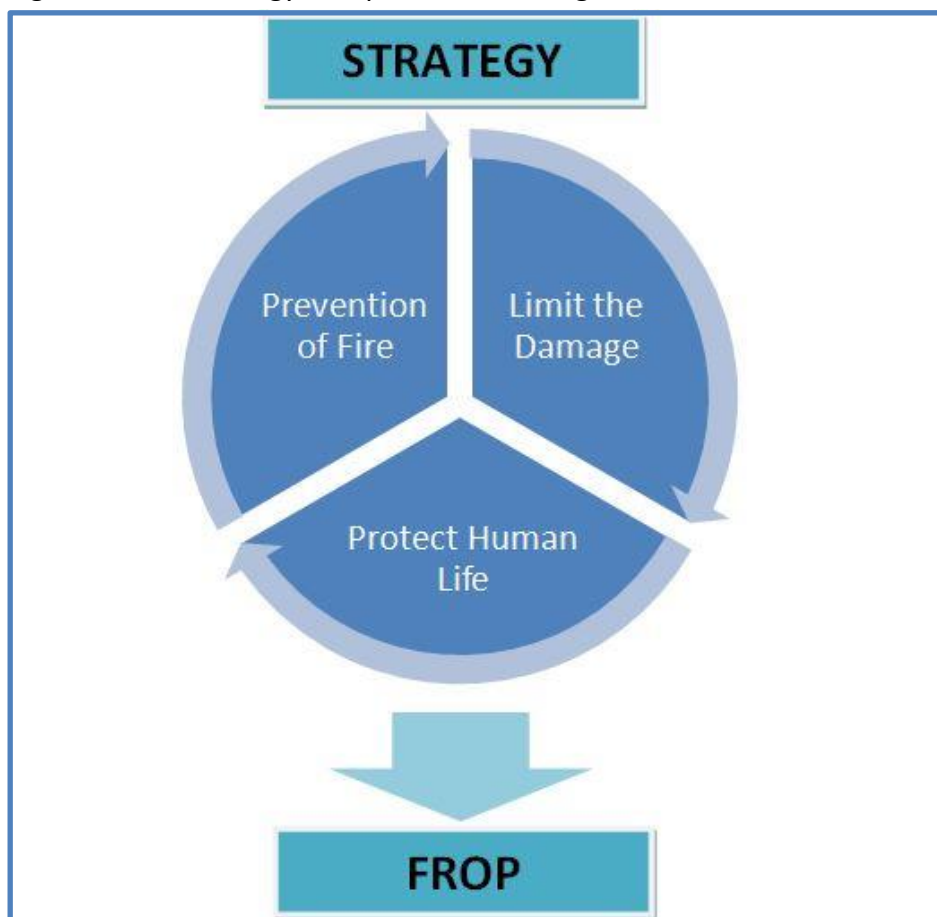 STRATEGY
Prevention
of Fire
Limit the
Damage
Protect Human
Life
FROP